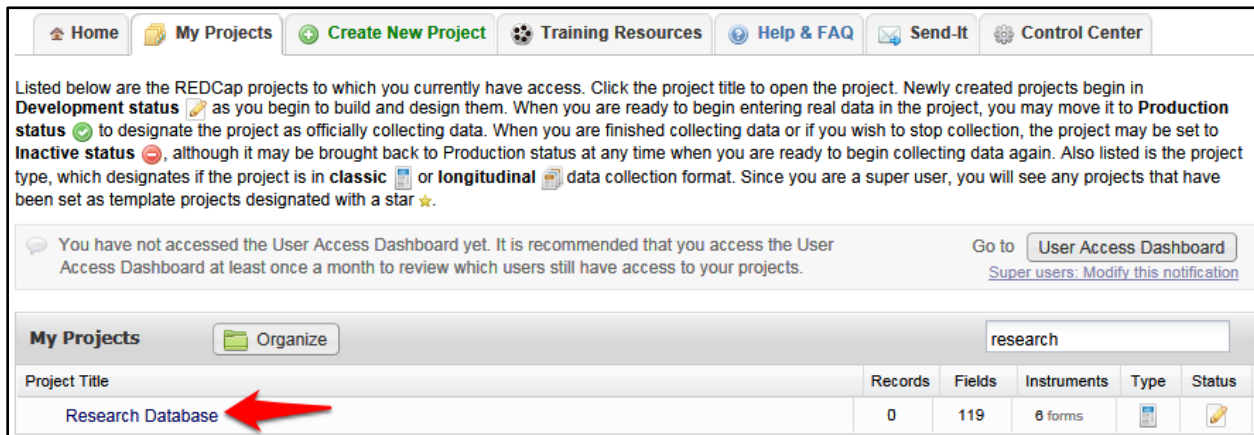 Home My Projects Create New Project Training Resources Help & FAQ Send-It Control Center
Listed below are the REDCap projects to which you currently have access. Click the project title to open the project. Newly created projects begin in
Development status as you begin to build and design them. When you are ready to begin entering real data in the project, you may move it to Production
status to designate the project as officially collecting data. When you are finished collecting data or if you wish to stop collection, the project may be set to
Inactive status , although it may be brought back to Production status at any time when you are ready to begin collecting data again. Also listed is the project
type, which designates if the project is in classic or longitudinal data collection format. Since you are a super user, you will see any projects that have
been set as template projects designated with a star .
You have not accessed the User Access Dashboard yet. It is recommended that you access the User
Access Dashboard at least once a month to review which users still have access to your projects.
Go to User Access Dashboard
Super users: Modify this notification
My Projects Organize research
Project Title Records Fields Instruments Type Status
Research Database 0 119 6 forms